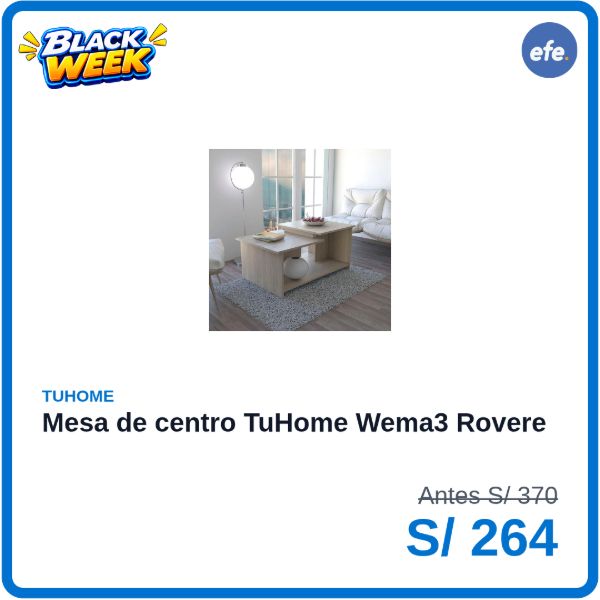 BLACK
WEEK
efe.
TUHOME
Mesa de centro TuHome Wema3 Rovere
Antes S/ 370
S/ 264